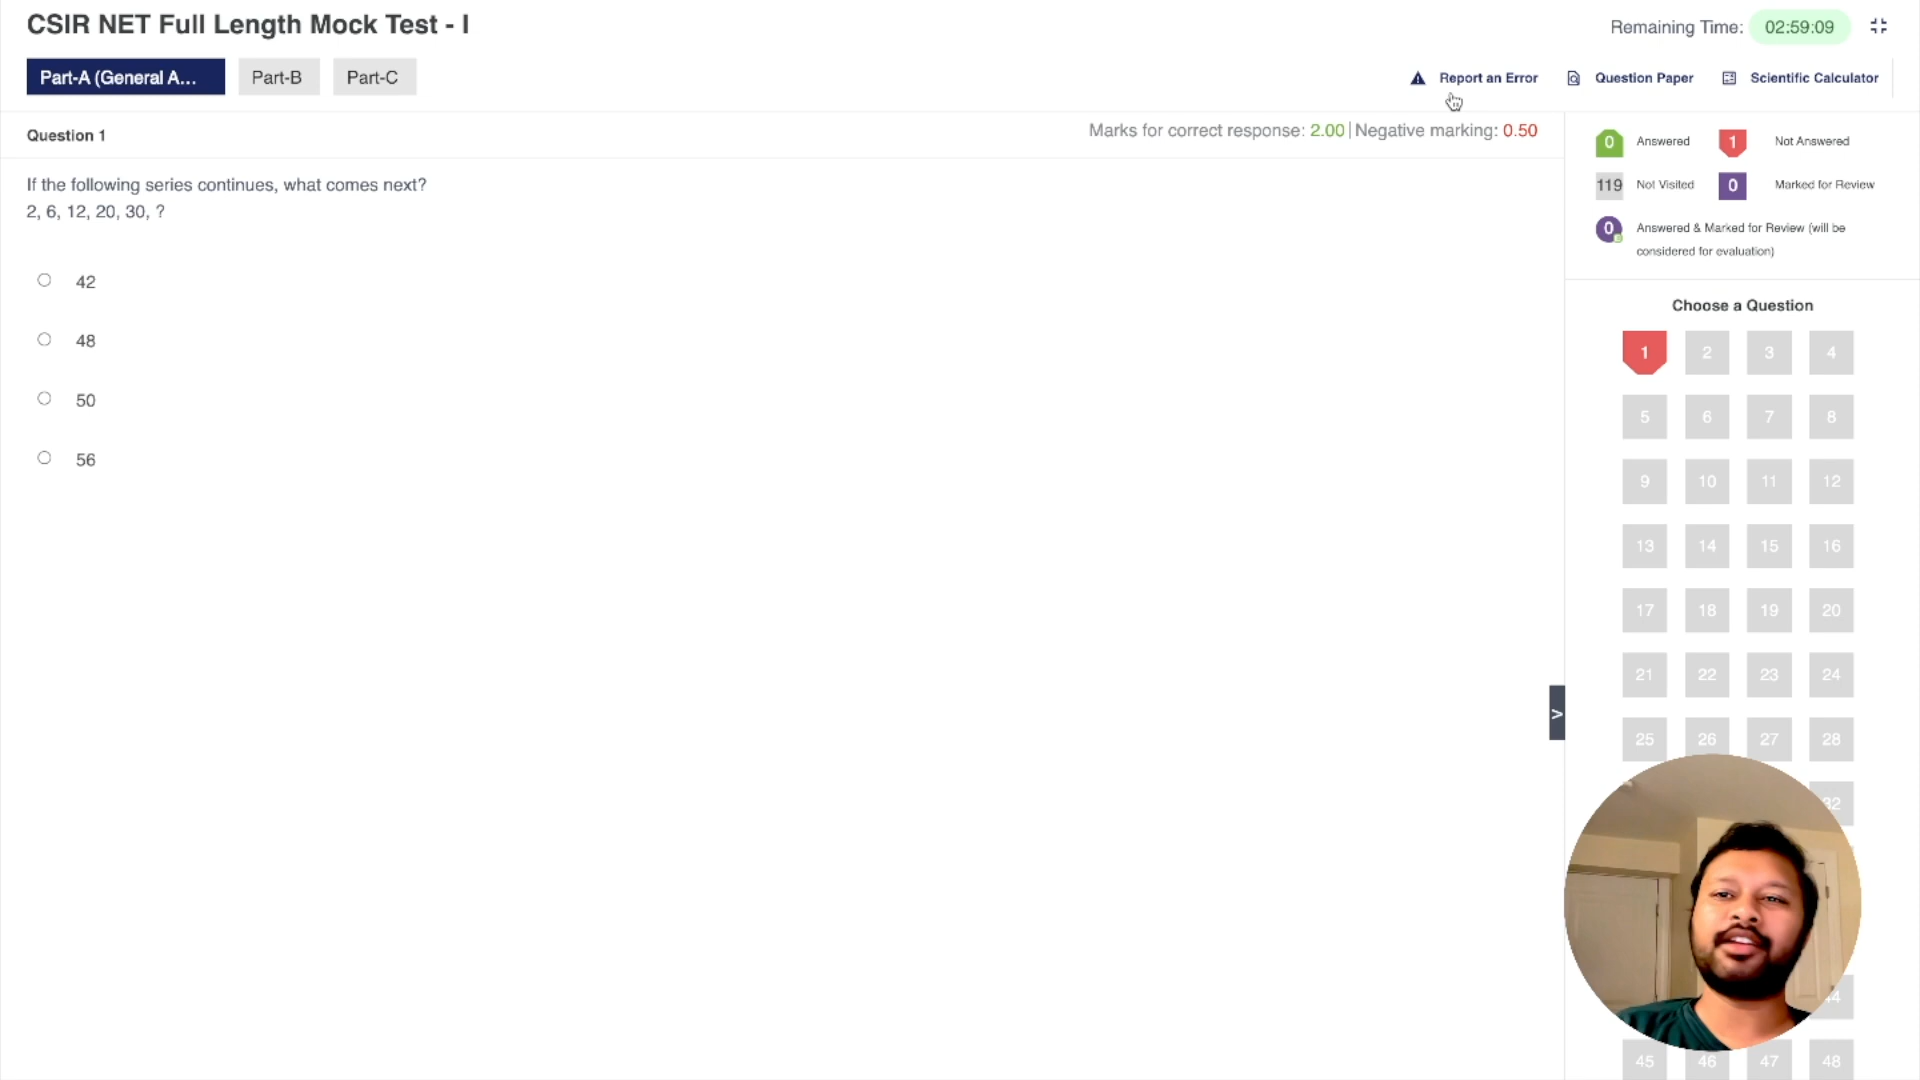 CSIR NET Full Length Mock Test - I
Remaining Time: 02:59:09
Part-A (General A...
Part-B
Part-C
Report an Error
Question Paper
Scientific Calculator
Question 1
Marks for correct response: 2.00 | Negative marking: 0.50
If the following series continues, what comes next?
2, 6, 12, 20, 30, ?
42
48
50
56
0 Answered
1 Not Answered
119 Not Visited
0 Marked for Review
0 Answered & Marked for Review (will be
considered for evaluation)
Choose a Question
1 2 3 4
5 6 7 8
9 10 11 12
13 14 15 16
17 18 19 20
21 22 23 24
>
25 26 27 28
45 46 47 48